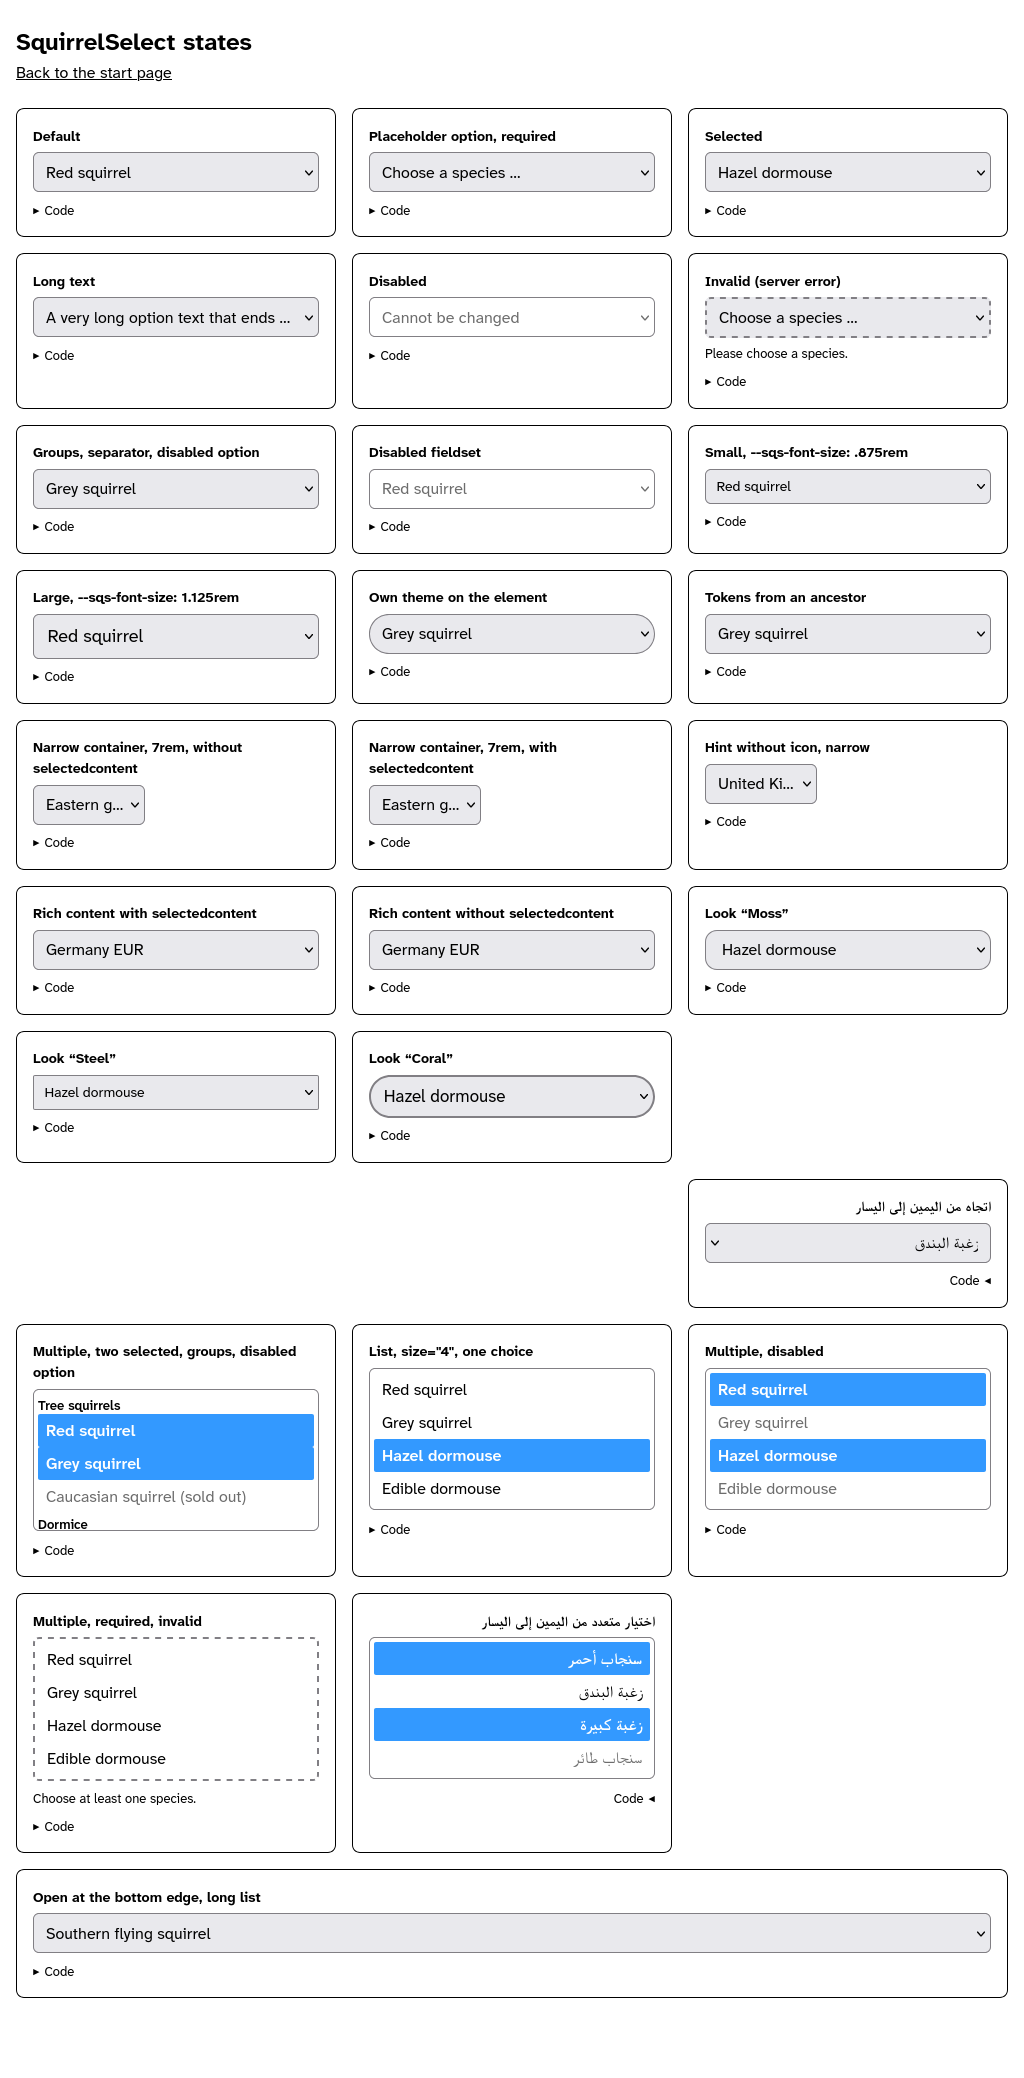 SquirrelSelect states
Back to the start page
Default
Red squirrel
Code
Placeholder option, required
Choose a species ...
Code
Selected
Hazel dormouse
Code
Long text
A very long option text that ends ...
Code
Disabled
Cannot be changed
Code
Invalid (server error)
Choose a species ...
Please choose a species.
Code
Groups, separator, disabled option
Grey squirrel
Code
Disabled fieldset
Red squirrel
Code
Small, --sqs-font-size: .875rem
Red squirrel
Code
Large, --sqs-font-size: 1.125rem
Red squirrel
Code
Own theme on the element
Grey squirrel
Code
Tokens from an ancestor
Grey squirrel
Code
Narrow container, 7rem, without
selectedcontent
Eastern g...
Code
Narrow container, 7rem, with
selectedcontent
Eastern g...
Code
Hint without icon, narrow
United Ki...
Code
Rich content with selectedcontent
Germany EUR
Code
Rich content without selectedcontent
Germany EUR
Code
Look “Moss”
Hazel dormouse
Code
Look “Steel”
Hazel dormouse
Code
Look “Coral”
Hazel dormouse
Code
اتجاه من اليمين إلى اليسار
زغبة البندق
Code
Multiple, two selected, groups, disabled
option
Tree squirrels
Red squirrel
Grey squirrel
Caucasian squirrel (sold out)
Dormice
Code
List, size="4", one choice
Red squirrel
Grey squirrel
Hazel dormouse
Edible dormouse
Code
Multiple, disabled
Red squirrel
Grey squirrel
Hazel dormouse
Edible dormouse
Code
Multiple, required, invalid
Red squirrel
Grey squirrel
Hazel dormouse
Edible dormouse
Choose at least one species.
Code
اختيار متعدد من اليمين إلى اليسار
سنجاب أحمر
زغبة البندق
زغبة كبيرة
سنجاب طائر
Code
Open at the bottom edge, long list
Southern flying squirrel
Code